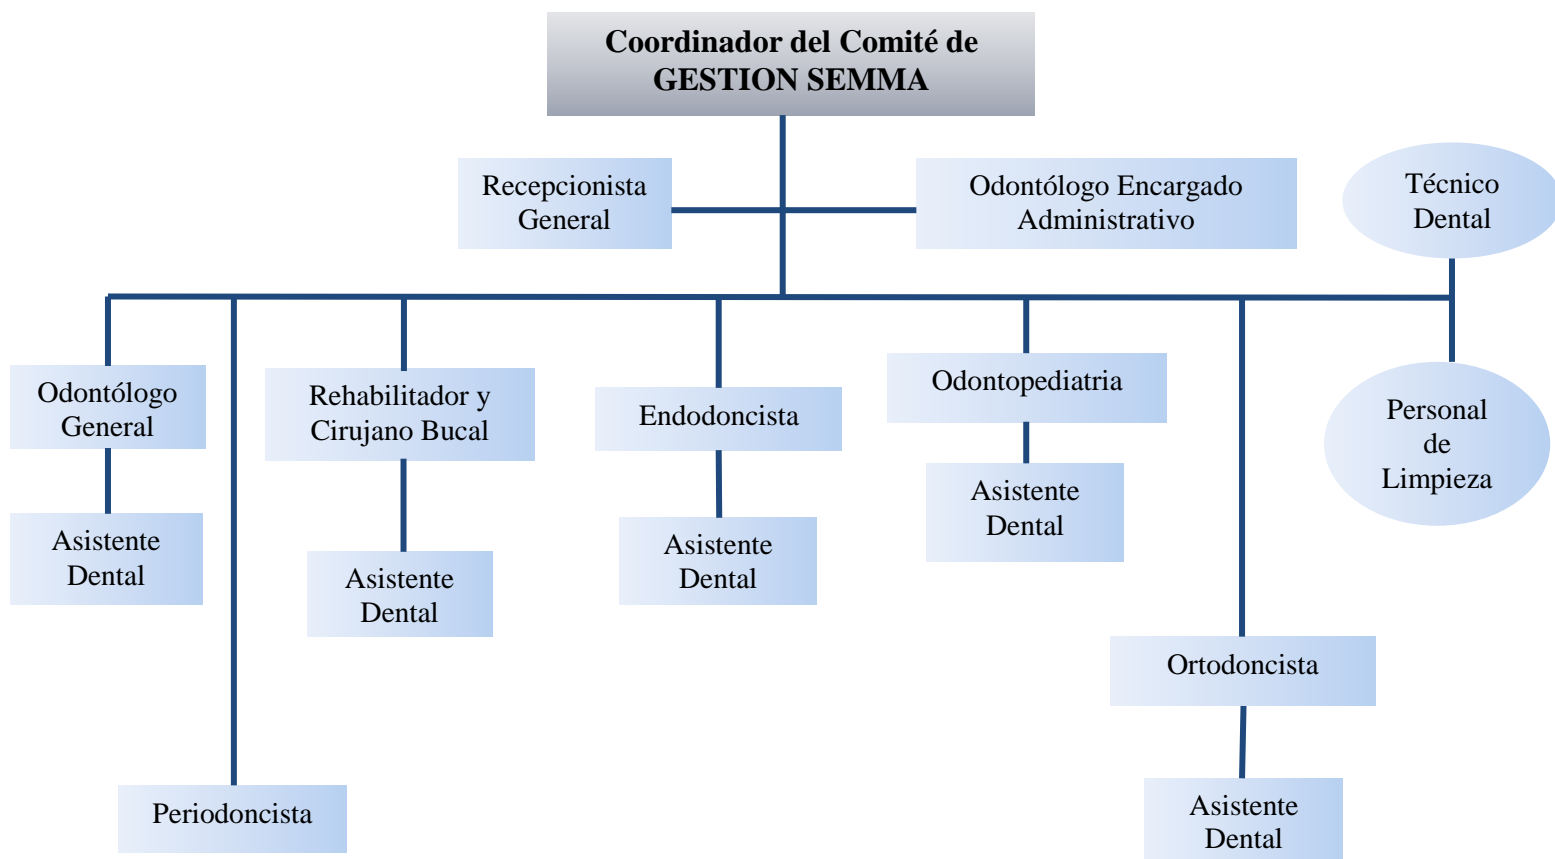 Coordinador del Comité de
GESTION SEMMA
Recepcionista
General
Odontólogo Encargado
Administrativo
Técnico
Dental
Odontólogo
General
Rehabilitador y
Cirujano Bucal
Endodoncista
Odontopediatria
Personal
de
Limpieza
Asistente
Dental
Asistente
Dental
Asistente
Dental
Asistente
Dental
Ortodoncista
Periodoncista
Asistente
Dental